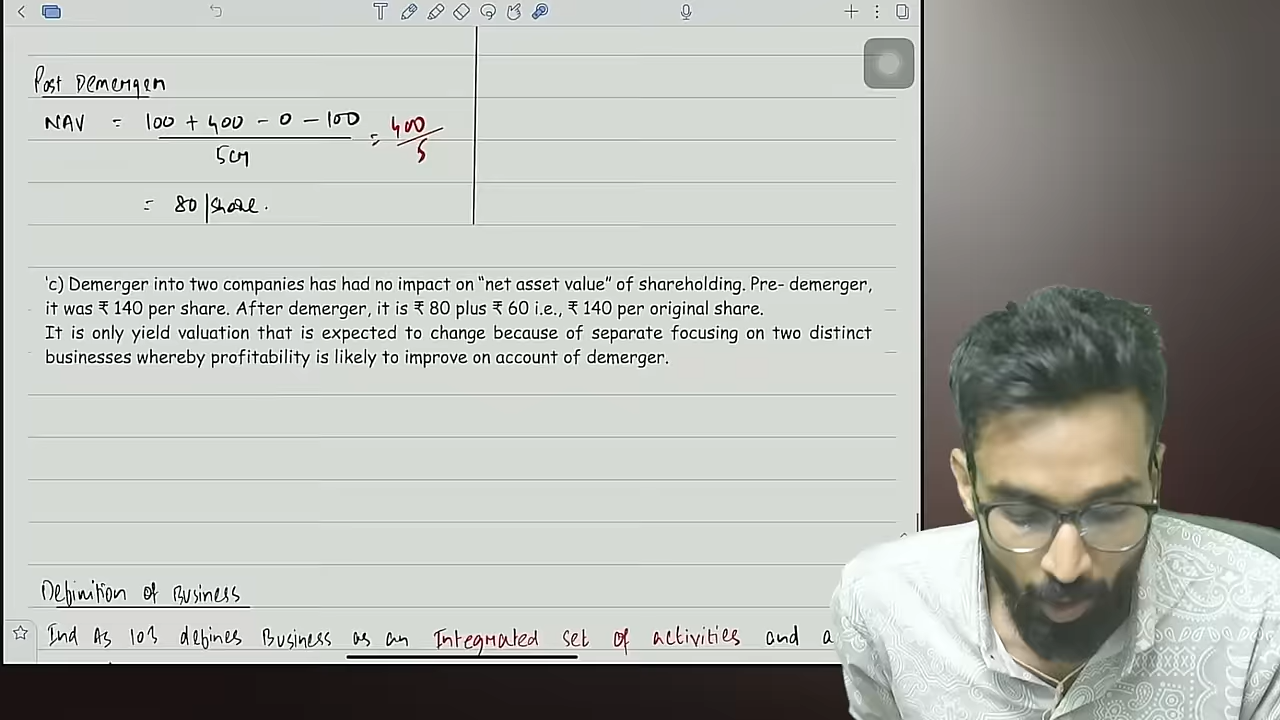 Post Demerger
NAV = 100 + 400 - 0 - 100 = 400
5cr 5
= 80/share.
'c) Demerger into two companies has had no impact on “net asset value” of shareholding. Pre- demerger,
it was ₹ 140 per share. After demerger, it is ₹ 80 plus ₹ 60 i.e., ₹ 140 per original share.
It is only yield valuation that is expected to change because of separate focusing on two distinct
businesses whereby profitability is likely to improve on account of demerger.
Definition of Business
Ind As 103 defines Business as an Integrated set of activities and a